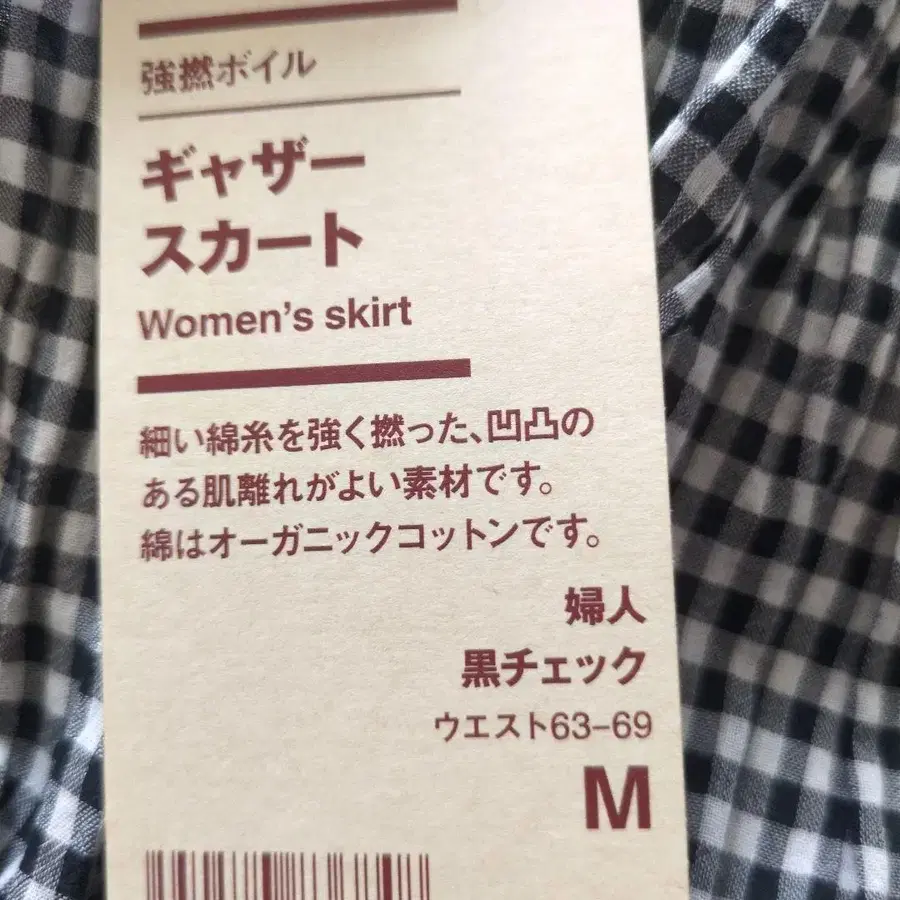 強撚ボイル
ギャザー
スカート
Women's skirt
細い綿糸を強く撚った、凹凸の
ある肌離れがよい素材です。
綿はオーガニックコットンです。
婦人
黒チェック
ウエスト63-69
M